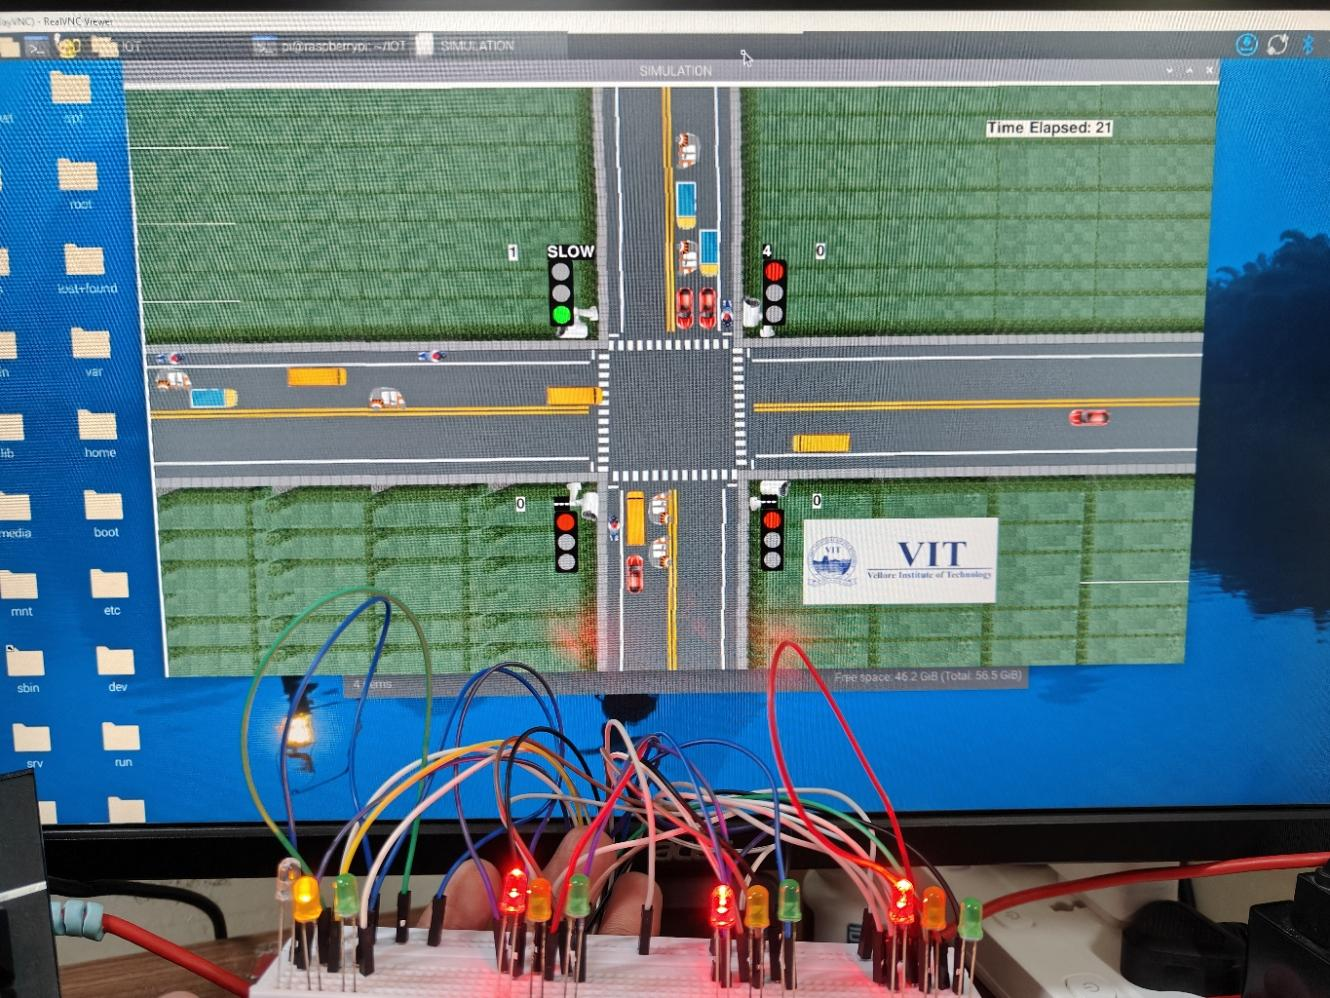 RealVNC Viewer
pi@raspberrypi: ~/IOT
SIMULATION
SIMULATION
Time Elapsed: 21
1
SLOW
4
0
0
0
VIT
VIT
Vellore Institute of Technology
root
lost+found
var
lib
home
media
boot
mnt
etc
sbin
dev
srv
run
Free space: 46.2 GiB (Total: 56.5 GiB)